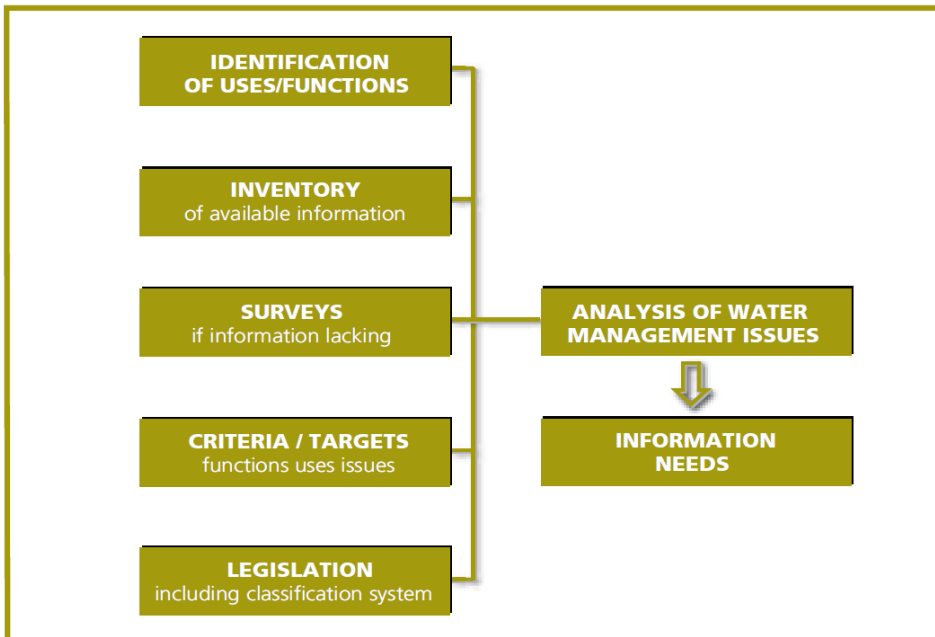 IDENTIFICATION
OF USES/FUNCTIONS
INVENTORY
of available information
SURVEYS
if information lacking
CRITERIA / TARGETS
functions uses issues
LEGISLATION
including classification system
ANALYSIS OF WATER
MANAGEMENT ISSUES
INFORMATION
NEEDS